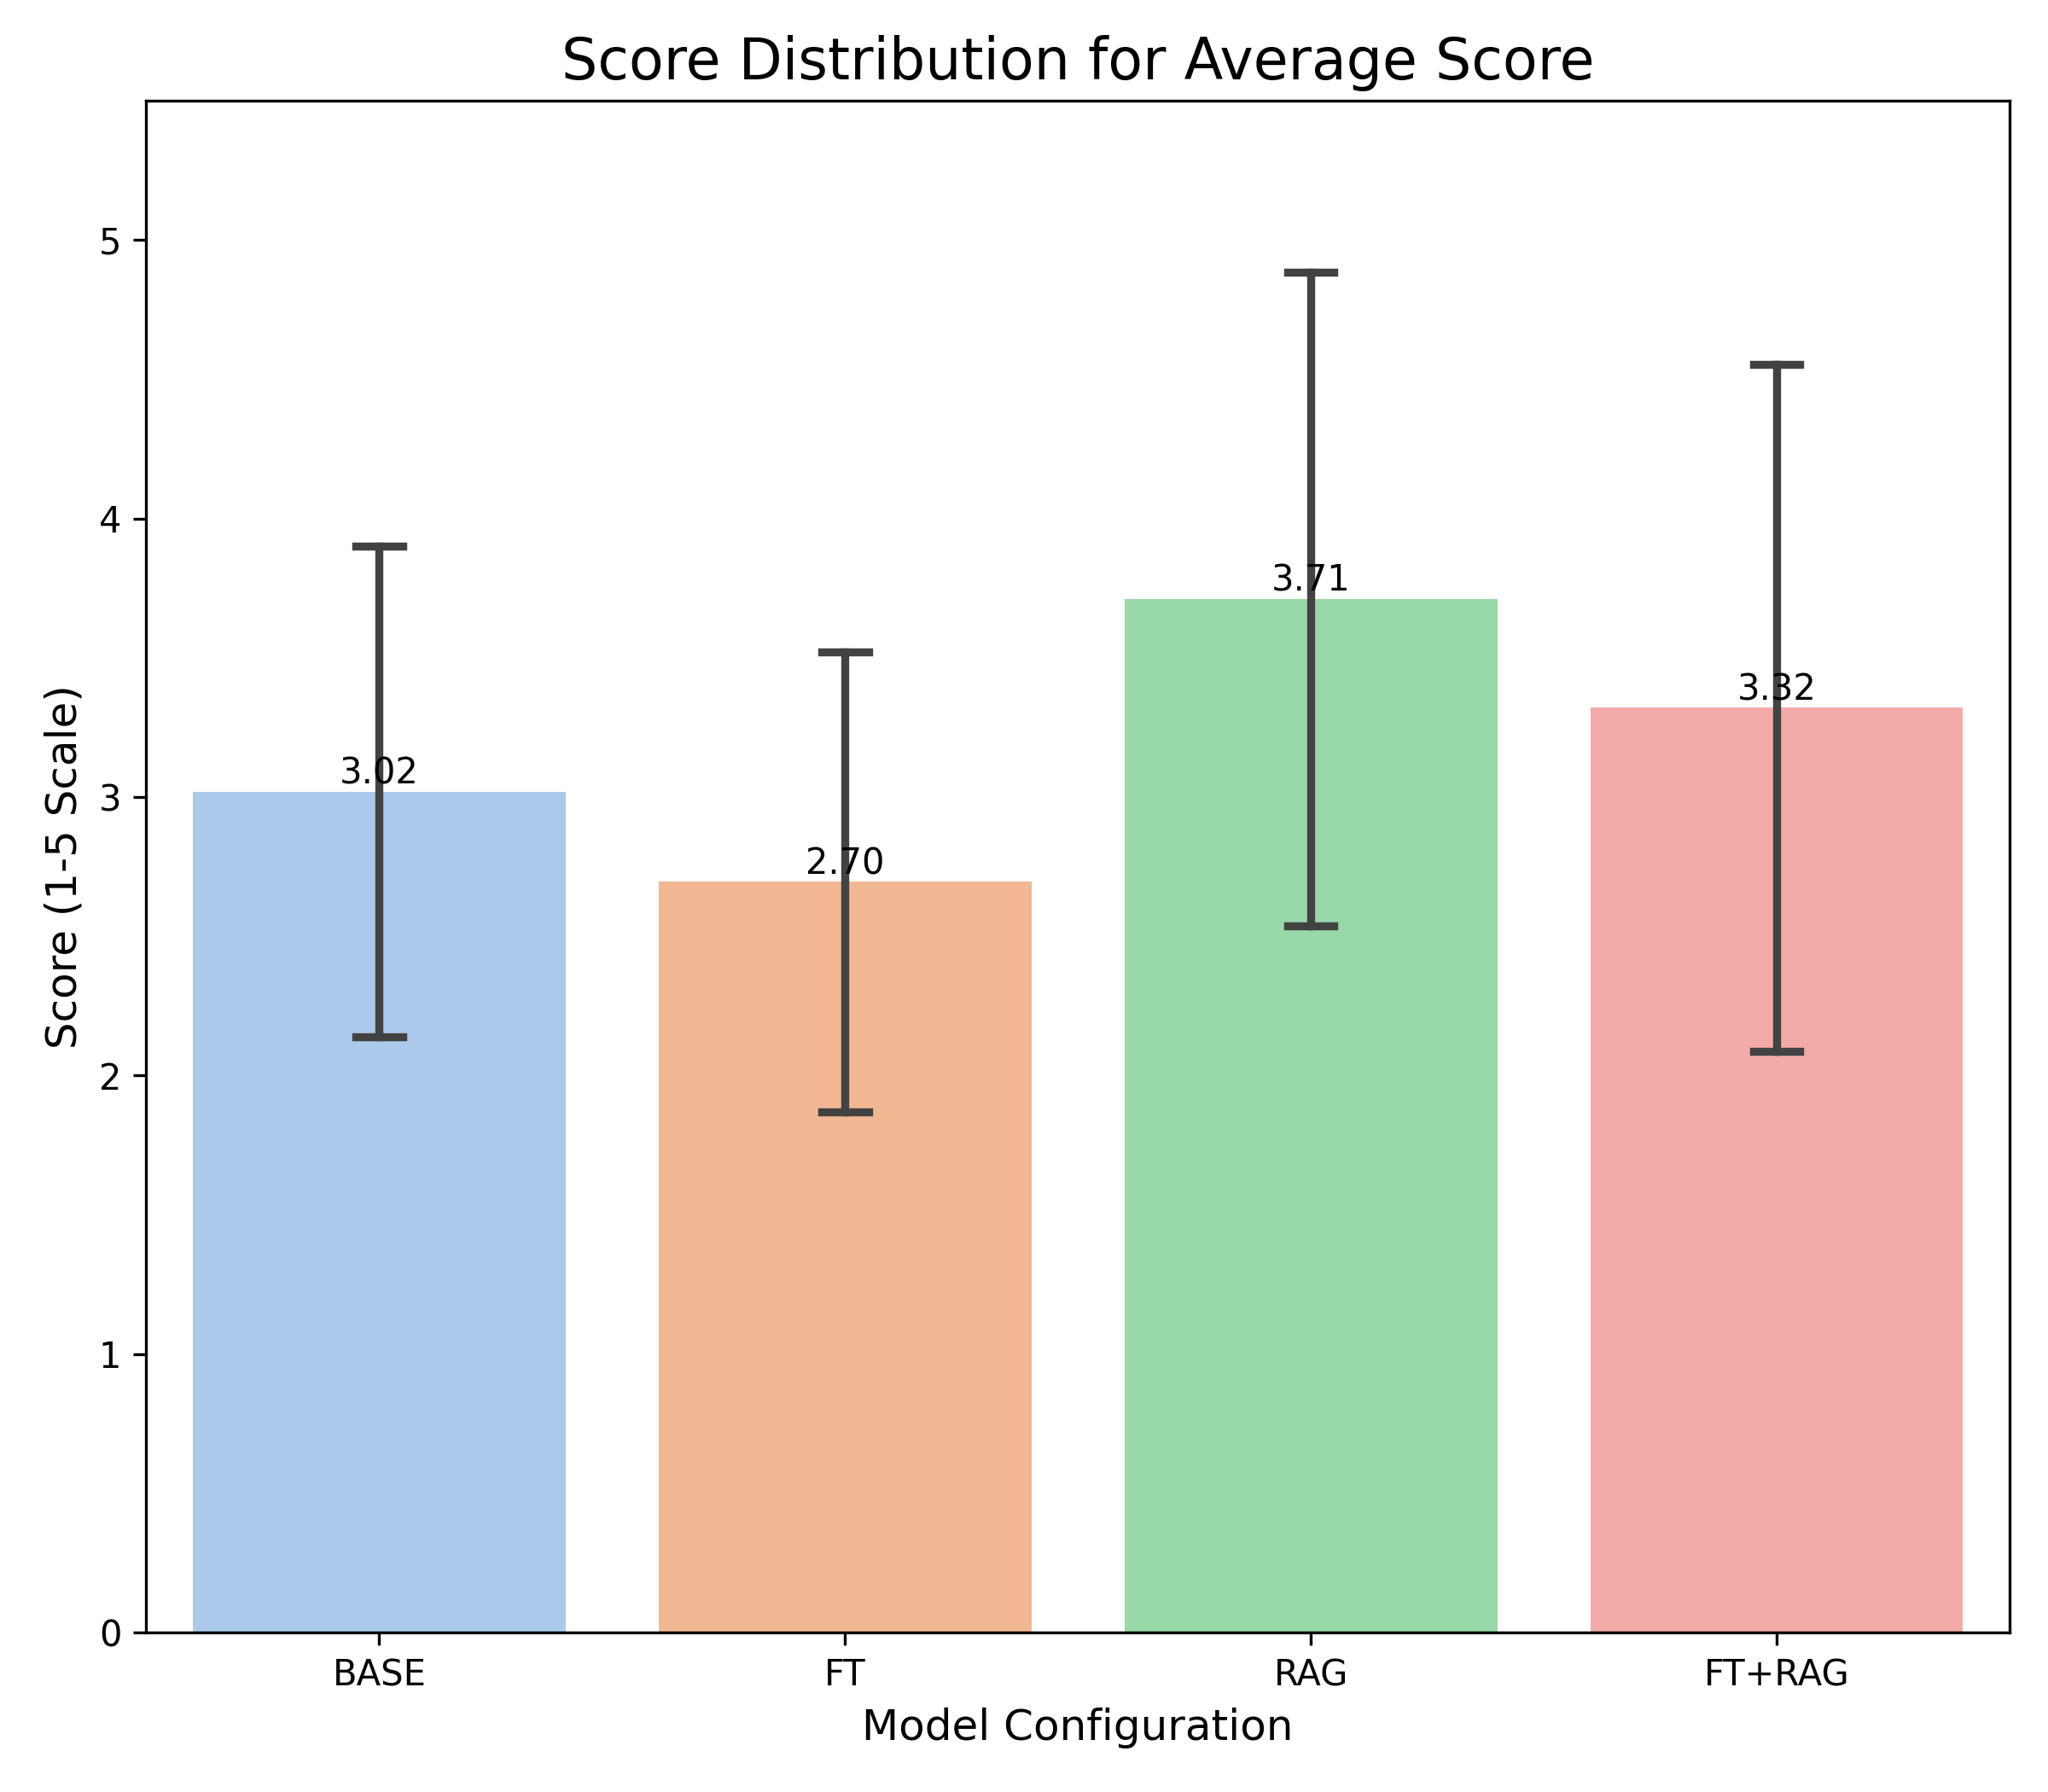 Score Distribution for Average Score
Score (1-5 Scale)
5
4
3
2
1
0
3.02
2.70
3.71
3.32
BASE
FT
RAG
FT+RAG
Model Configuration